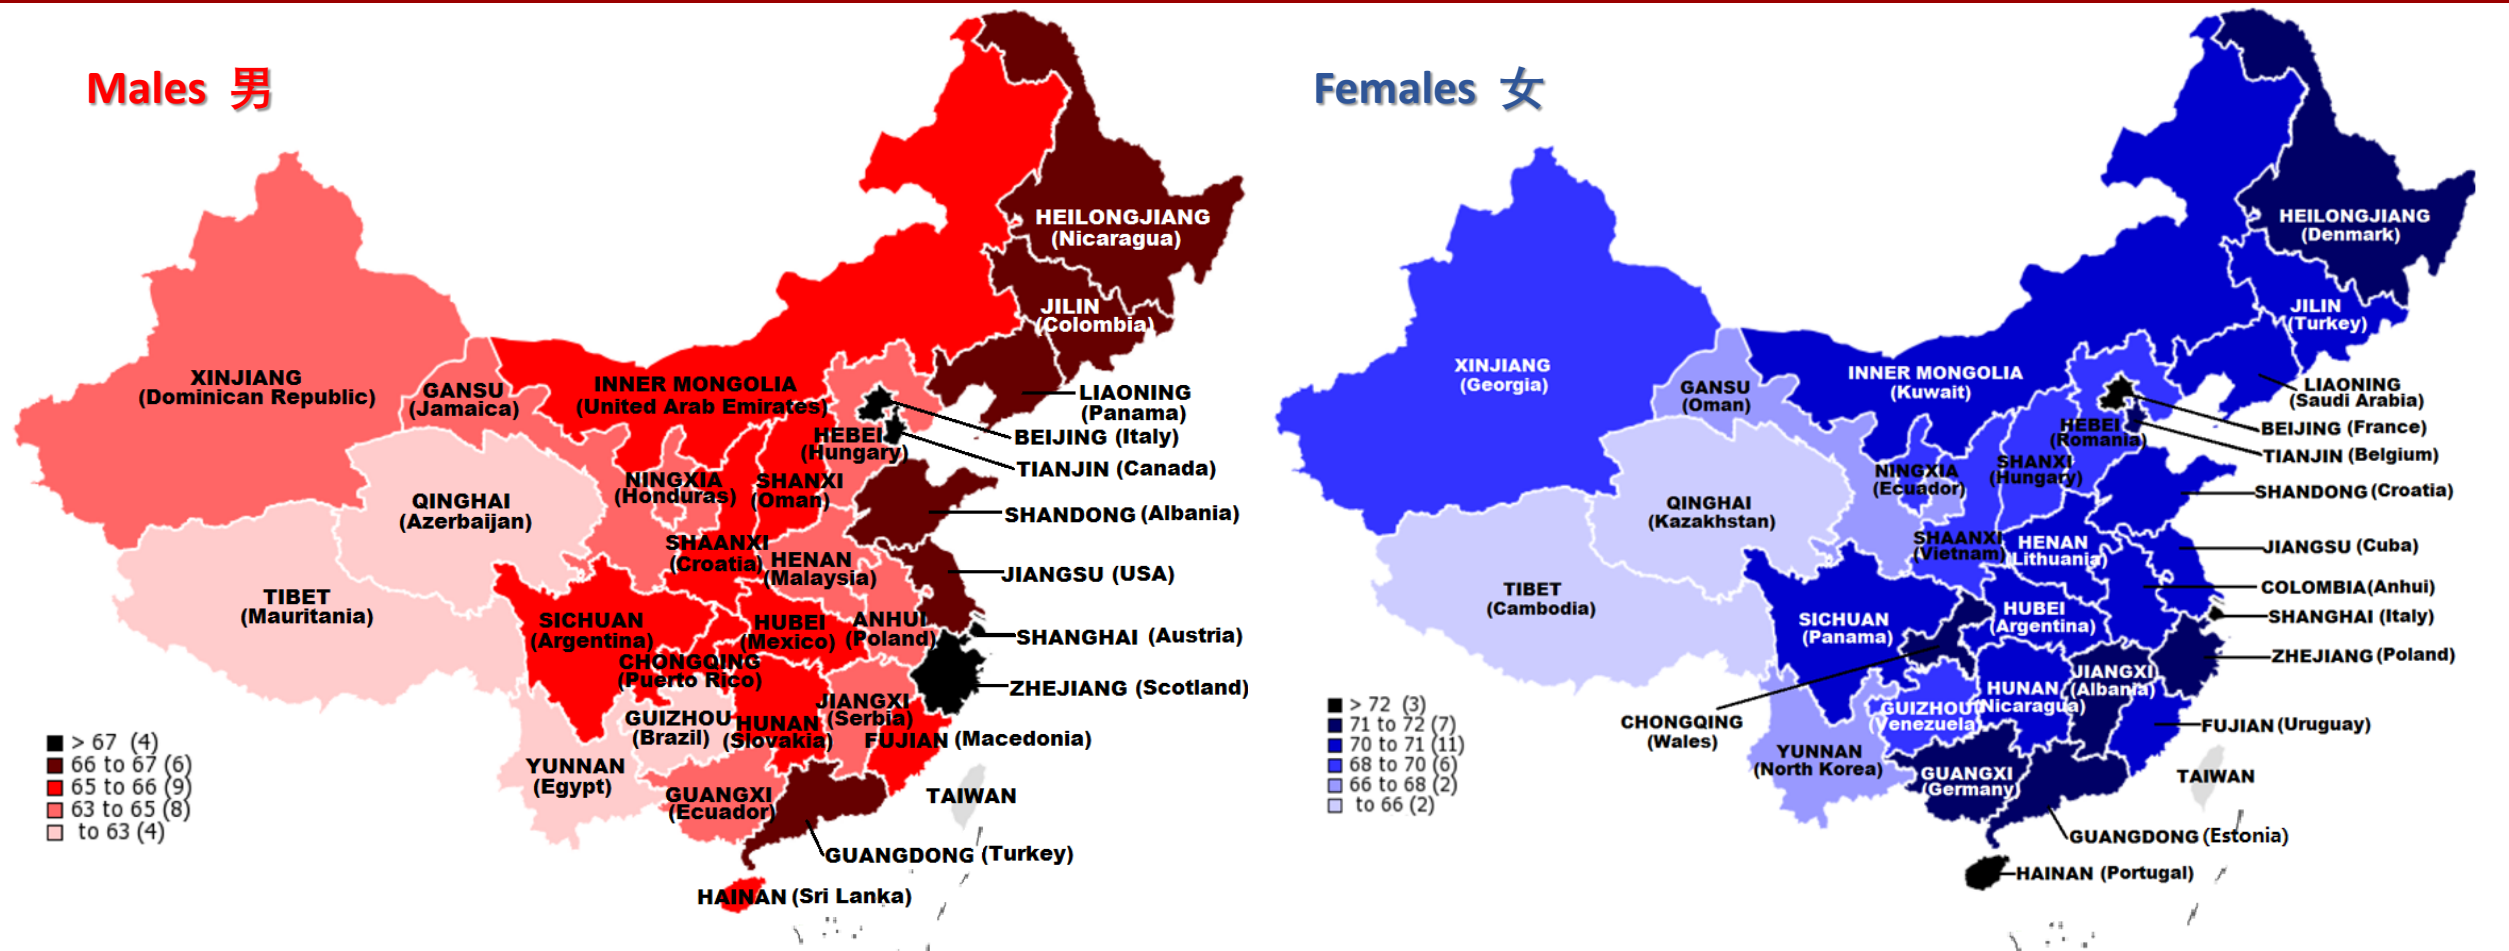 Males 男
HEILONGJIANG
(Nicaragua)
JILIN
(Colombia)
XINJIANG
(Dominican Republic)
GANSU
(Jamaica)
INNER MONGOLIA
(United Arab Emirates)
LIAONING
(Panama)
BEIJING (Italy)
HEBEI
(Hungary)
TIANJIN (Canada)
QINGHAI
(Azerbaijan)
NINGXIA
(Honduras)
SHANXI
(Oman)
SHANDONG (Albania)
SHAANXI
(Croatia)
HENAN
(Malaysia)
JIANGSU (USA)
TIBET
(Mauritania)
SICHUAN
(Argentina)
HUBEI
(Mexico)
ANHUI
(Poland)
SHANGHAI (Austria)
CHONGQING
(Puerto Rico)
ZHEJIANG (Scotland)
GUIZHOU
(Brazil)
HUNAN
(Slovakia)
JIANGXI
(Serbia)
FUJIAN (Macedonia)
YUNNAN
(Egypt)
GUANGXI
(Ecuador)
TAIWAN
GUANGDONG (Turkey)
HAINAN (Sri Lanka)
> 67 (4)
66 to 67 (6)
65 to 66 (9)
63 to 65 (8)
to 63 (4)
Females 女
HEILONGJIANG
(Denmark)
JILIN
(Turkey)
XINJIANG
(Georgia)
GANSU
(Oman)
INNER MONGOLIA
(Kuwait)
LIAONING
(Saudi Arabia)
BEIJING (France)
HEBEI
(Romania)
TIANJIN (Belgium)
QINGHAI
(Kazakhstan)
NINGXIA
(Ecuador)
SHANXI
(Hungary)
SHANDONG (Croatia)
SHAANXI
(Vietnam)
HENAN
(Lithuania)
JIANGSU (Cuba)
COLOMBIA(Anhui)
TIBET
(Cambodia)
SICHUAN
(Panama)
HUBEI
(Argentina)
SHANGHAI (Italy)
ZHEJIANG (Poland)
JIANGXI
(Albania)
CHONGQING
(Wales)
GUIZHOU
(Venezuela)
HUNAN
(Nicaragua)
FUJIAN (Uruguay)
YUNNAN
(North Korea)
GUANGXI
(Germany)
TAIWAN
GUANGDONG (Estonia)
HAINAN (Portugal)
> 72 (3)
71 to 72 (7)
70 to 71 (11)
68 to 70 (6)
66 to 68 (2)
to 66 (2)